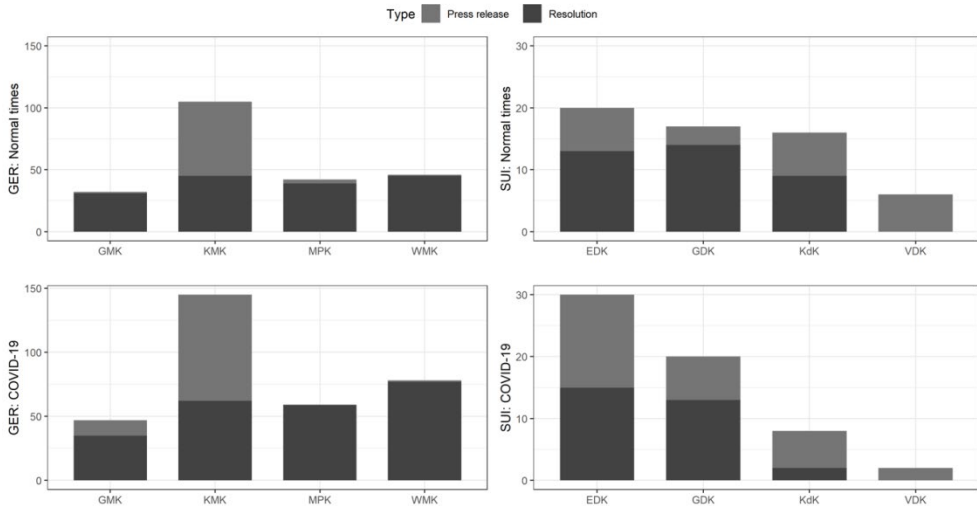 Type Press release Resolution
GER: Normal times
150
100
50
0
GMK KMK MPK WMK
SUI: Normal times
30
20
10
0
EDK GDK KdK VDK
GER: COVID-19
150
100
50
0
GMK KMK MPK WMK
SUI: COVID-19
30
20
10
0
EDK GDK KdK VDK